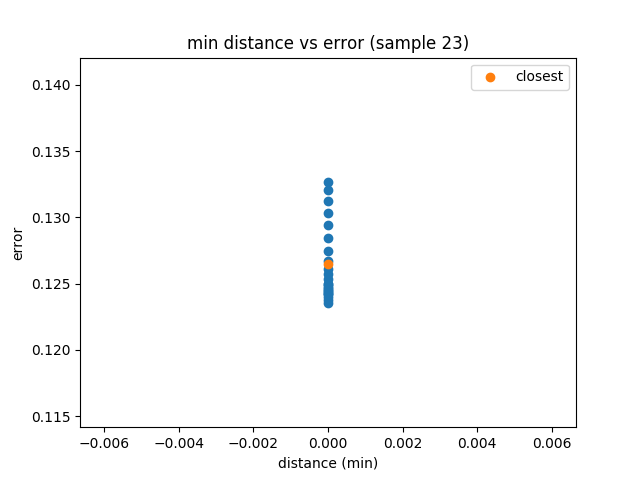 min distance vs error (sample 23)
closest
0.140
0.135
0.130
0.125
0.120
0.115
error
−0.006 −0.004 −0.002 0.000 0.002 0.004 0.006
distance (min)